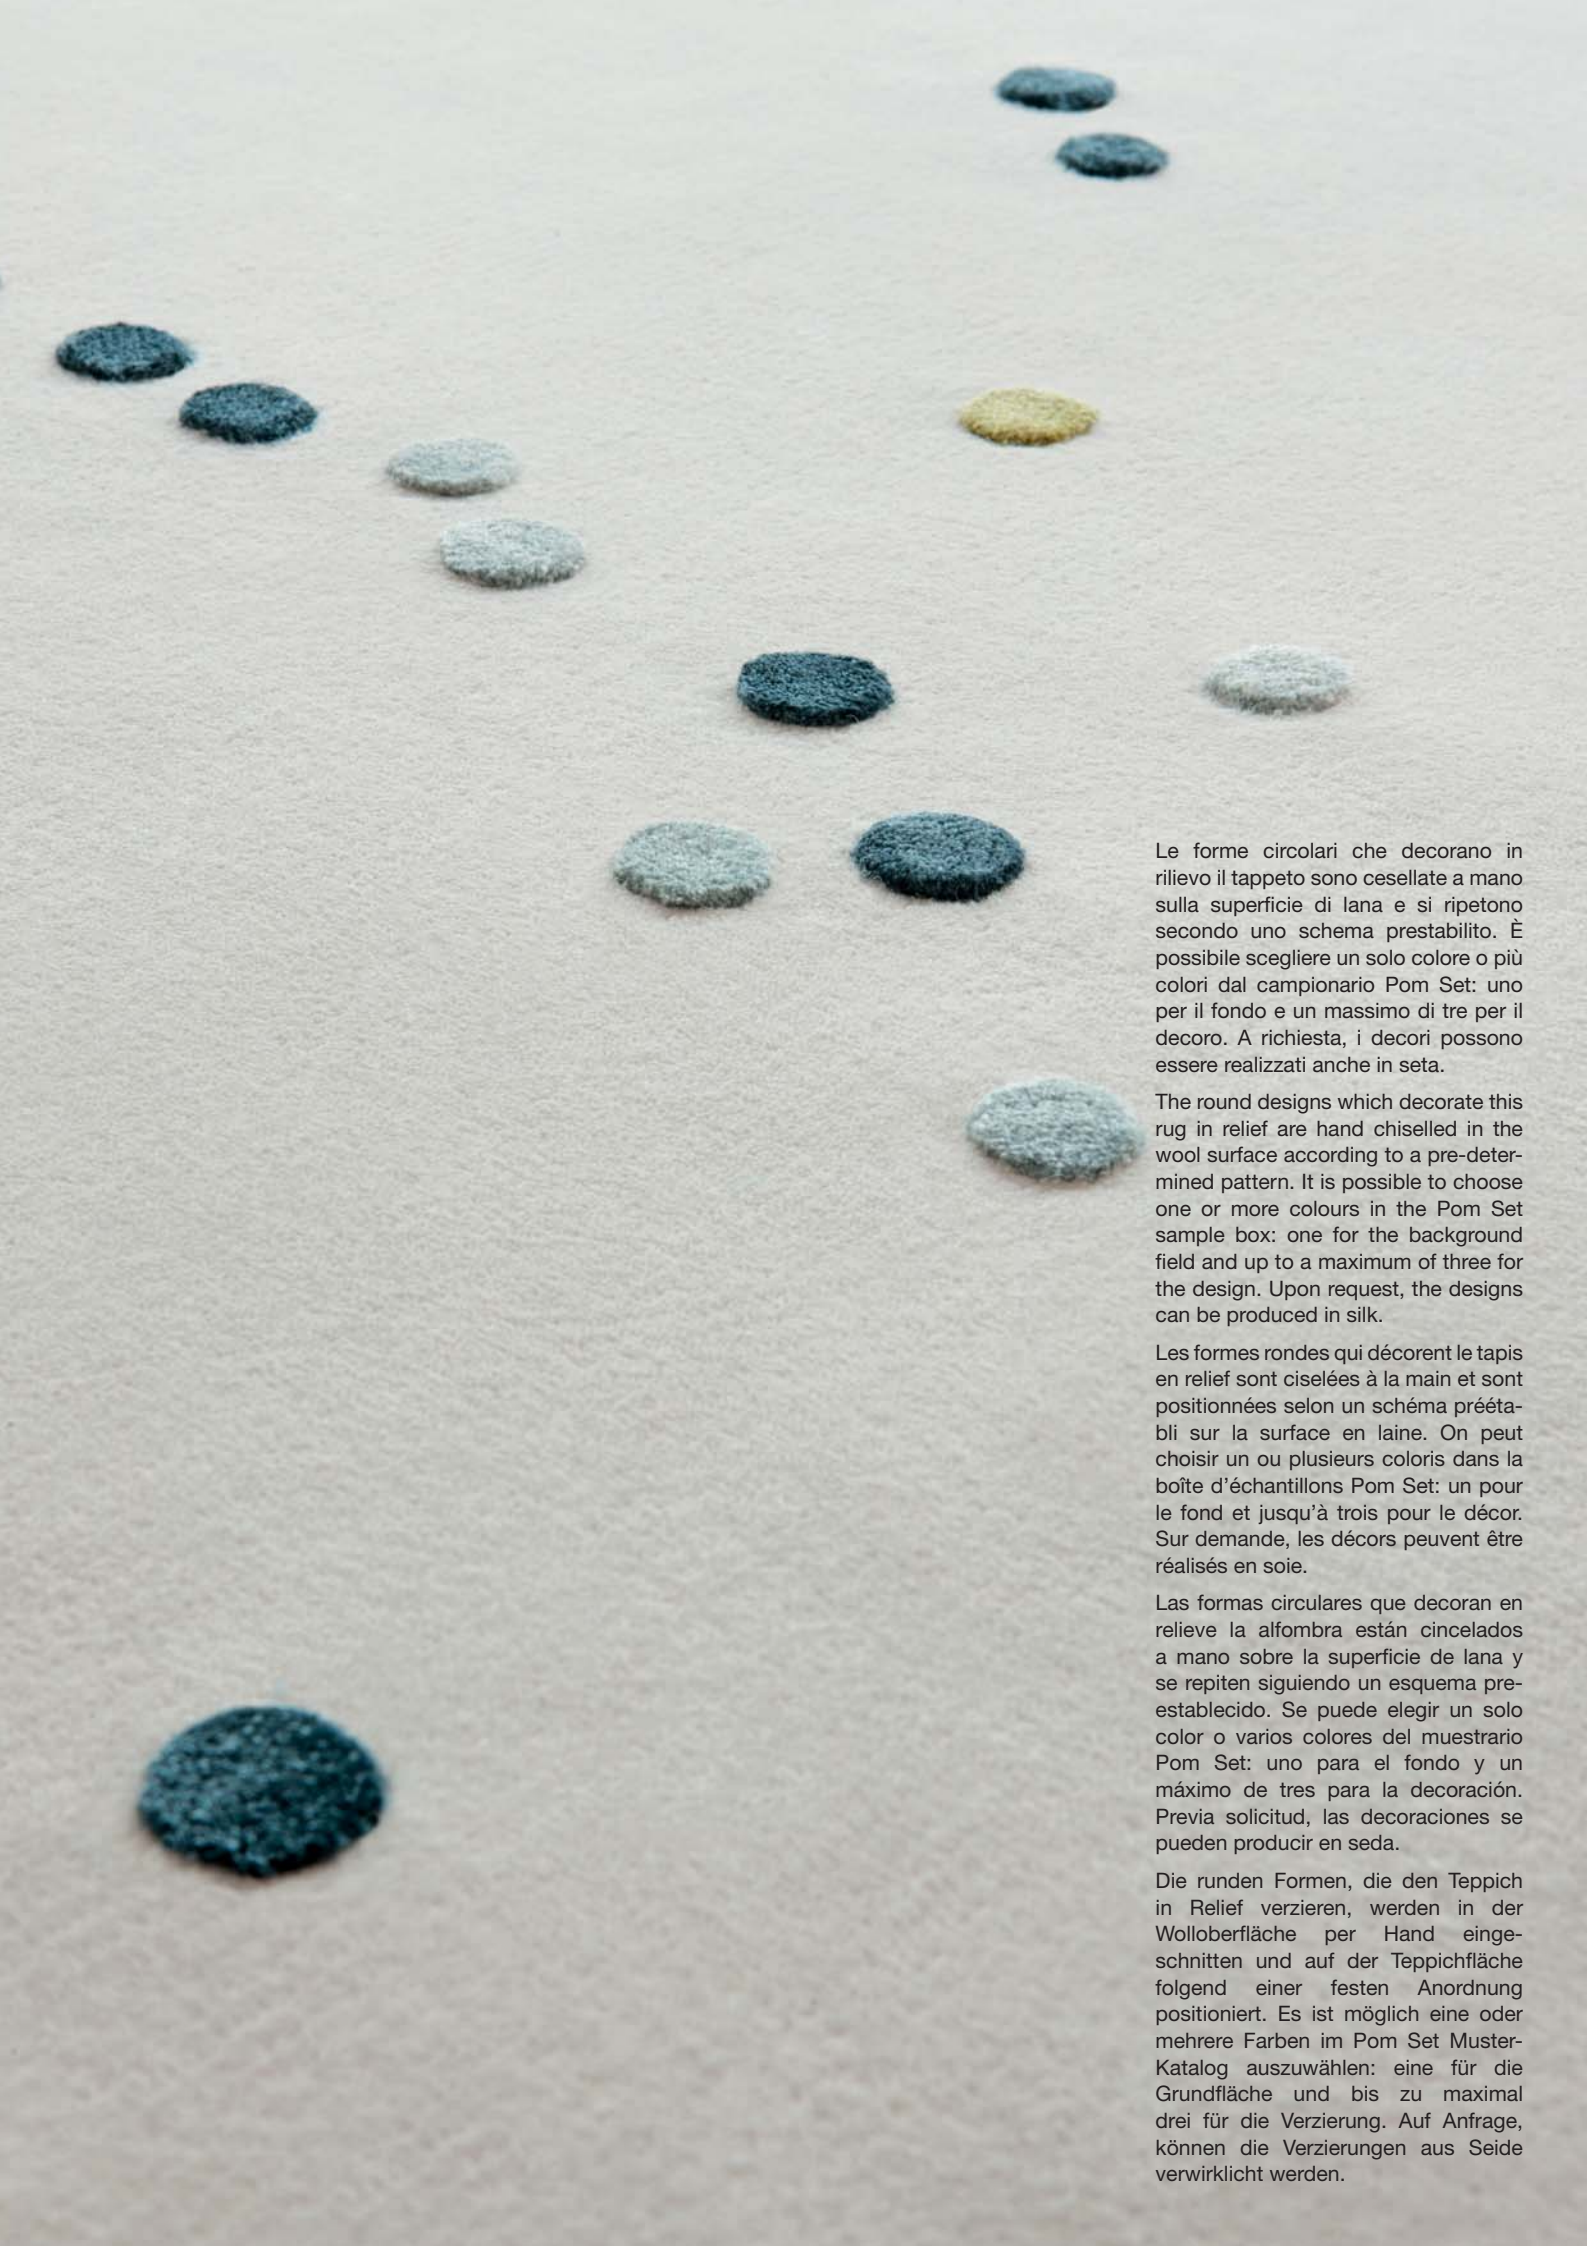 Le forme circolari che decorano in
rilievo il tappeto sono cesellate a mano
sulla superficie di lana e si ripetono
secondo uno schema prestabilito. È
possibile scegliere un solo colore o più
colori dal campionario Pom Set: uno
per il fondo e un massimo di tre per il
decoro. A richiesta, i decori possono
essere realizzati anche in seta.
The round designs which decorate this
rug in relief are hand chiselled in the
wool surface according to a pre-deter-
mined pattern. It is possible to choose
one or more colours in the Pom Set
sample box: one for the background
field and up to a maximum of three for
the design. Upon request, the designs
can be produced in silk.
Les formes rondes qui décorent le tapis
en relief sont ciselées à la main et sont
positionnées selon un schéma prééta-
bli sur la surface en laine. On peut
choisir un ou plusieurs coloris dans la
boîte d'échantillons Pom Set: un pour
le fond et jusqu'à trois pour le décor.
Sur demande, les décors peuvent être
réalisés en soie.
Las formas circulares que decoran en
relieve la alfombra están cincelados
a mano sobre la superficie de lana y
se repiten siguiendo un esquema pre-
establecido. Se puede elegir un solo
color o varios colores del muestrario
Pom Set: uno para el fondo y un
máximo de tres para la decoración.
Previa solicitud, las decoraciones se
pueden producir en seda.
Die runden Formen, die den Teppich
in Relief verzieren, werden in der
Wolloberfläche per Hand einge-
schnitten und auf der Teppichfläche
folgend einer festen Anordnung
positioniert. Es ist möglich eine oder
mehrere Farben im Pom Set Muster-
Katalog auszuwählen: eine für die
Grundfläche und bis zu maximal
drei für die Verzierung. Auf Anfrage,
können die Verzierungen aus Seide
verwirklicht werden.